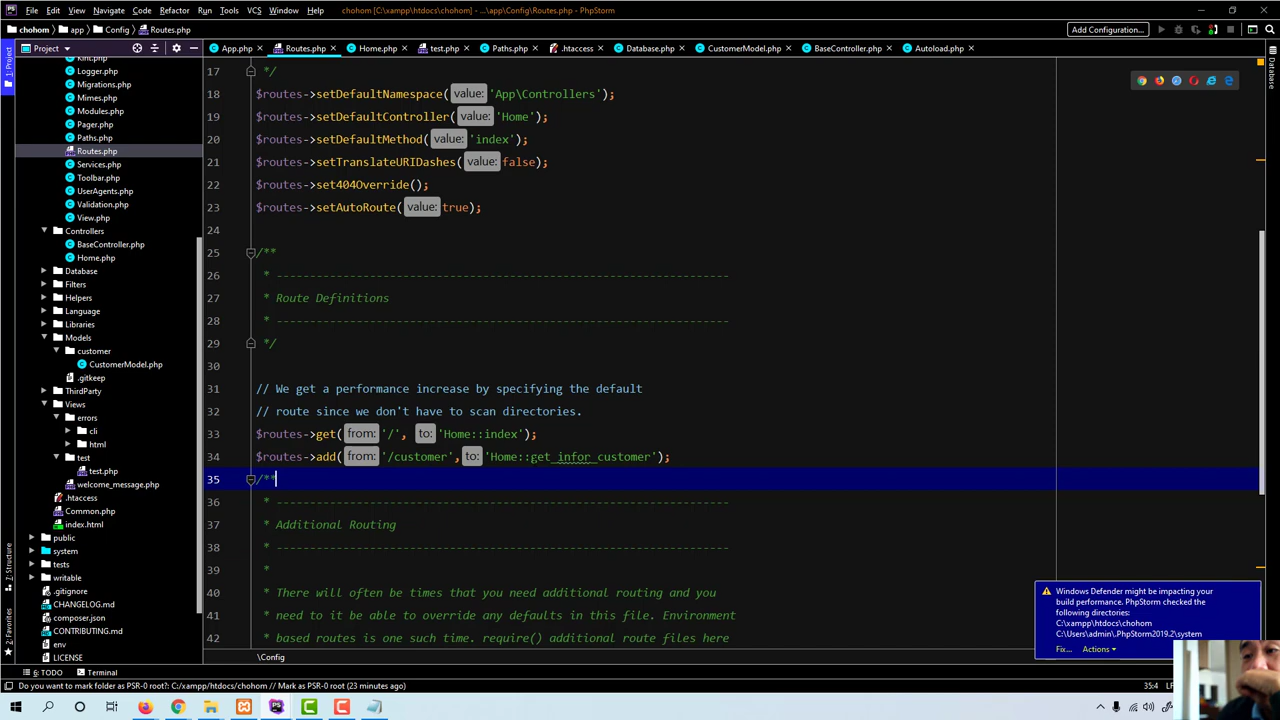 File Edit View Navigate Code Refactor Run Tools VCS Window Help chohom [C:\xampp\htdocs\chohom] - ...\app\Config\Routes.php - PhpStorm
chohom app Config Routes.php Add Configuration...
Project App.php Routes.php Home.php test.php Paths.php .htaccess Database.php CustomerModel.php BaseController.php Autoload.php
1: Project
Database
Kint.php
Logger.php
Migrations.php
Mimes.php
Modules.php
Pager.php
Paths.php
Routes.php
Services.php
Toolbar.php
UserAgents.php
Validation.php
View.php
Controllers
BaseController.php
Home.php
Database
Filters
Helpers
Language
Libraries
Models
customer
CustomerModel.php
.gitkeep
ThirdParty
Views
errors
cli
html
test
test.php
welcome_message.php
.htaccess
Common.php
index.html
public
system
tests
writable
.gitignore
CHANGELOG.md
composer.json
CONTRIBUTING.md
env
LICENSE
Z: Structure
2: Favorites
17 */
18 $routes->setDefaultNamespace( value: 'App\Controllers');
19 $routes->setDefaultController( value: 'Home');
20 $routes->setDefaultMethod( value: 'index');
21 $routes->setTranslateURIDashes( value: false);
22 $routes->set404Override();
23 $routes->setAutoRoute( value: true);
24
25 /**
26 * --------------------------------------------------------------------
27 * Route Definitions
28 * --------------------------------------------------------------------
29 */
30
31 // We get a performance increase by specifying the default
32 // route since we don't have to scan directories.
33 $routes->get( from: '/', to: 'Home::index');
34 $routes->add( from: '/customer', to: 'Home::get_infor_customer');
35 /**
36 * --------------------------------------------------------------------
37 * Additional Routing
38 * --------------------------------------------------------------------
39 *
40 * There will often be times that you need additional routing and you
41 * need to it be able to override any defaults in this file. Environment
42 * based routes is one such time. require() additional route files here
\Config
Windows Defender might be impacting your
build performance. PhpStorm checked the
following directories:
C:\xampp\htdocs\chohom
C:\Users\admin\.PhpStorm2019.2\system
Fix... Actions
6: TODO Terminal
Do you want to mark folder as PSR-0 root?: C:/xampp/htdocs/chohom // Mark as PSR-0 (23 minutes ago) 35:4